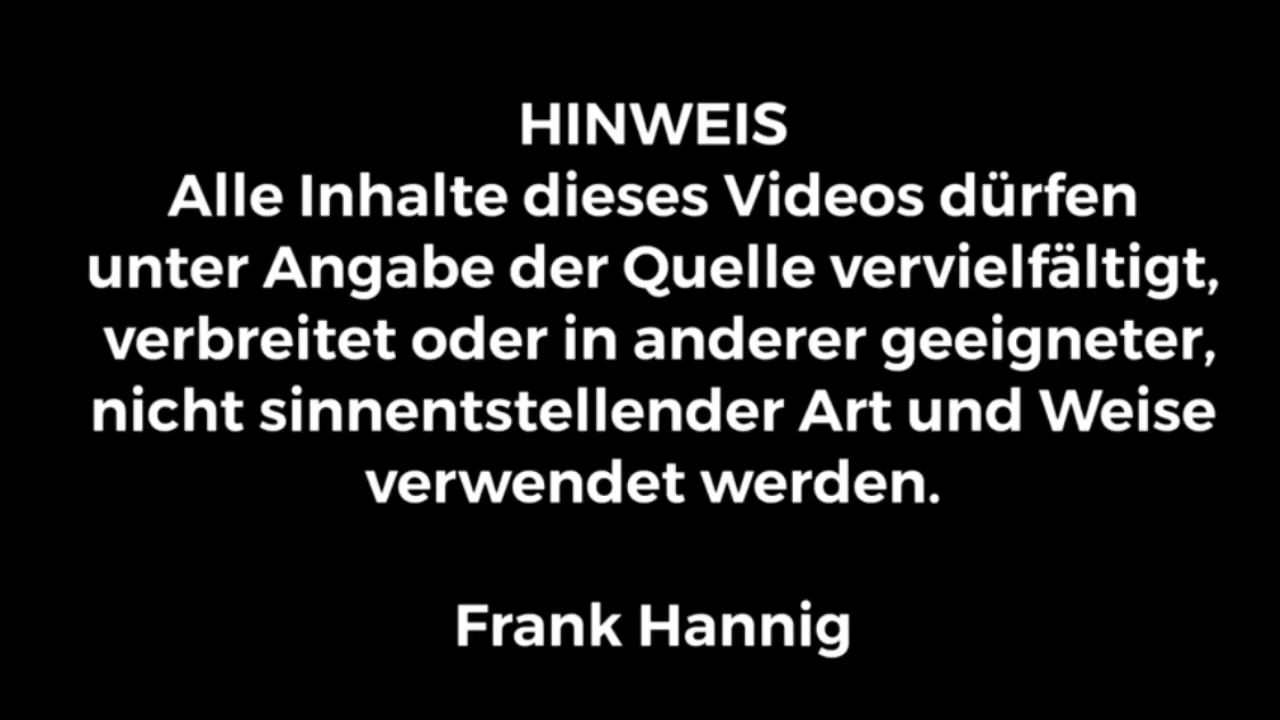 HINWEIS
Alle Inhalte dieses Videos dürfen
unter Angabe der Quelle vervielfältigt,
verbreitet oder in anderer geeigneter,
nicht sinnentstellender Art und Weise
verwendet werden.
Frank Hannig